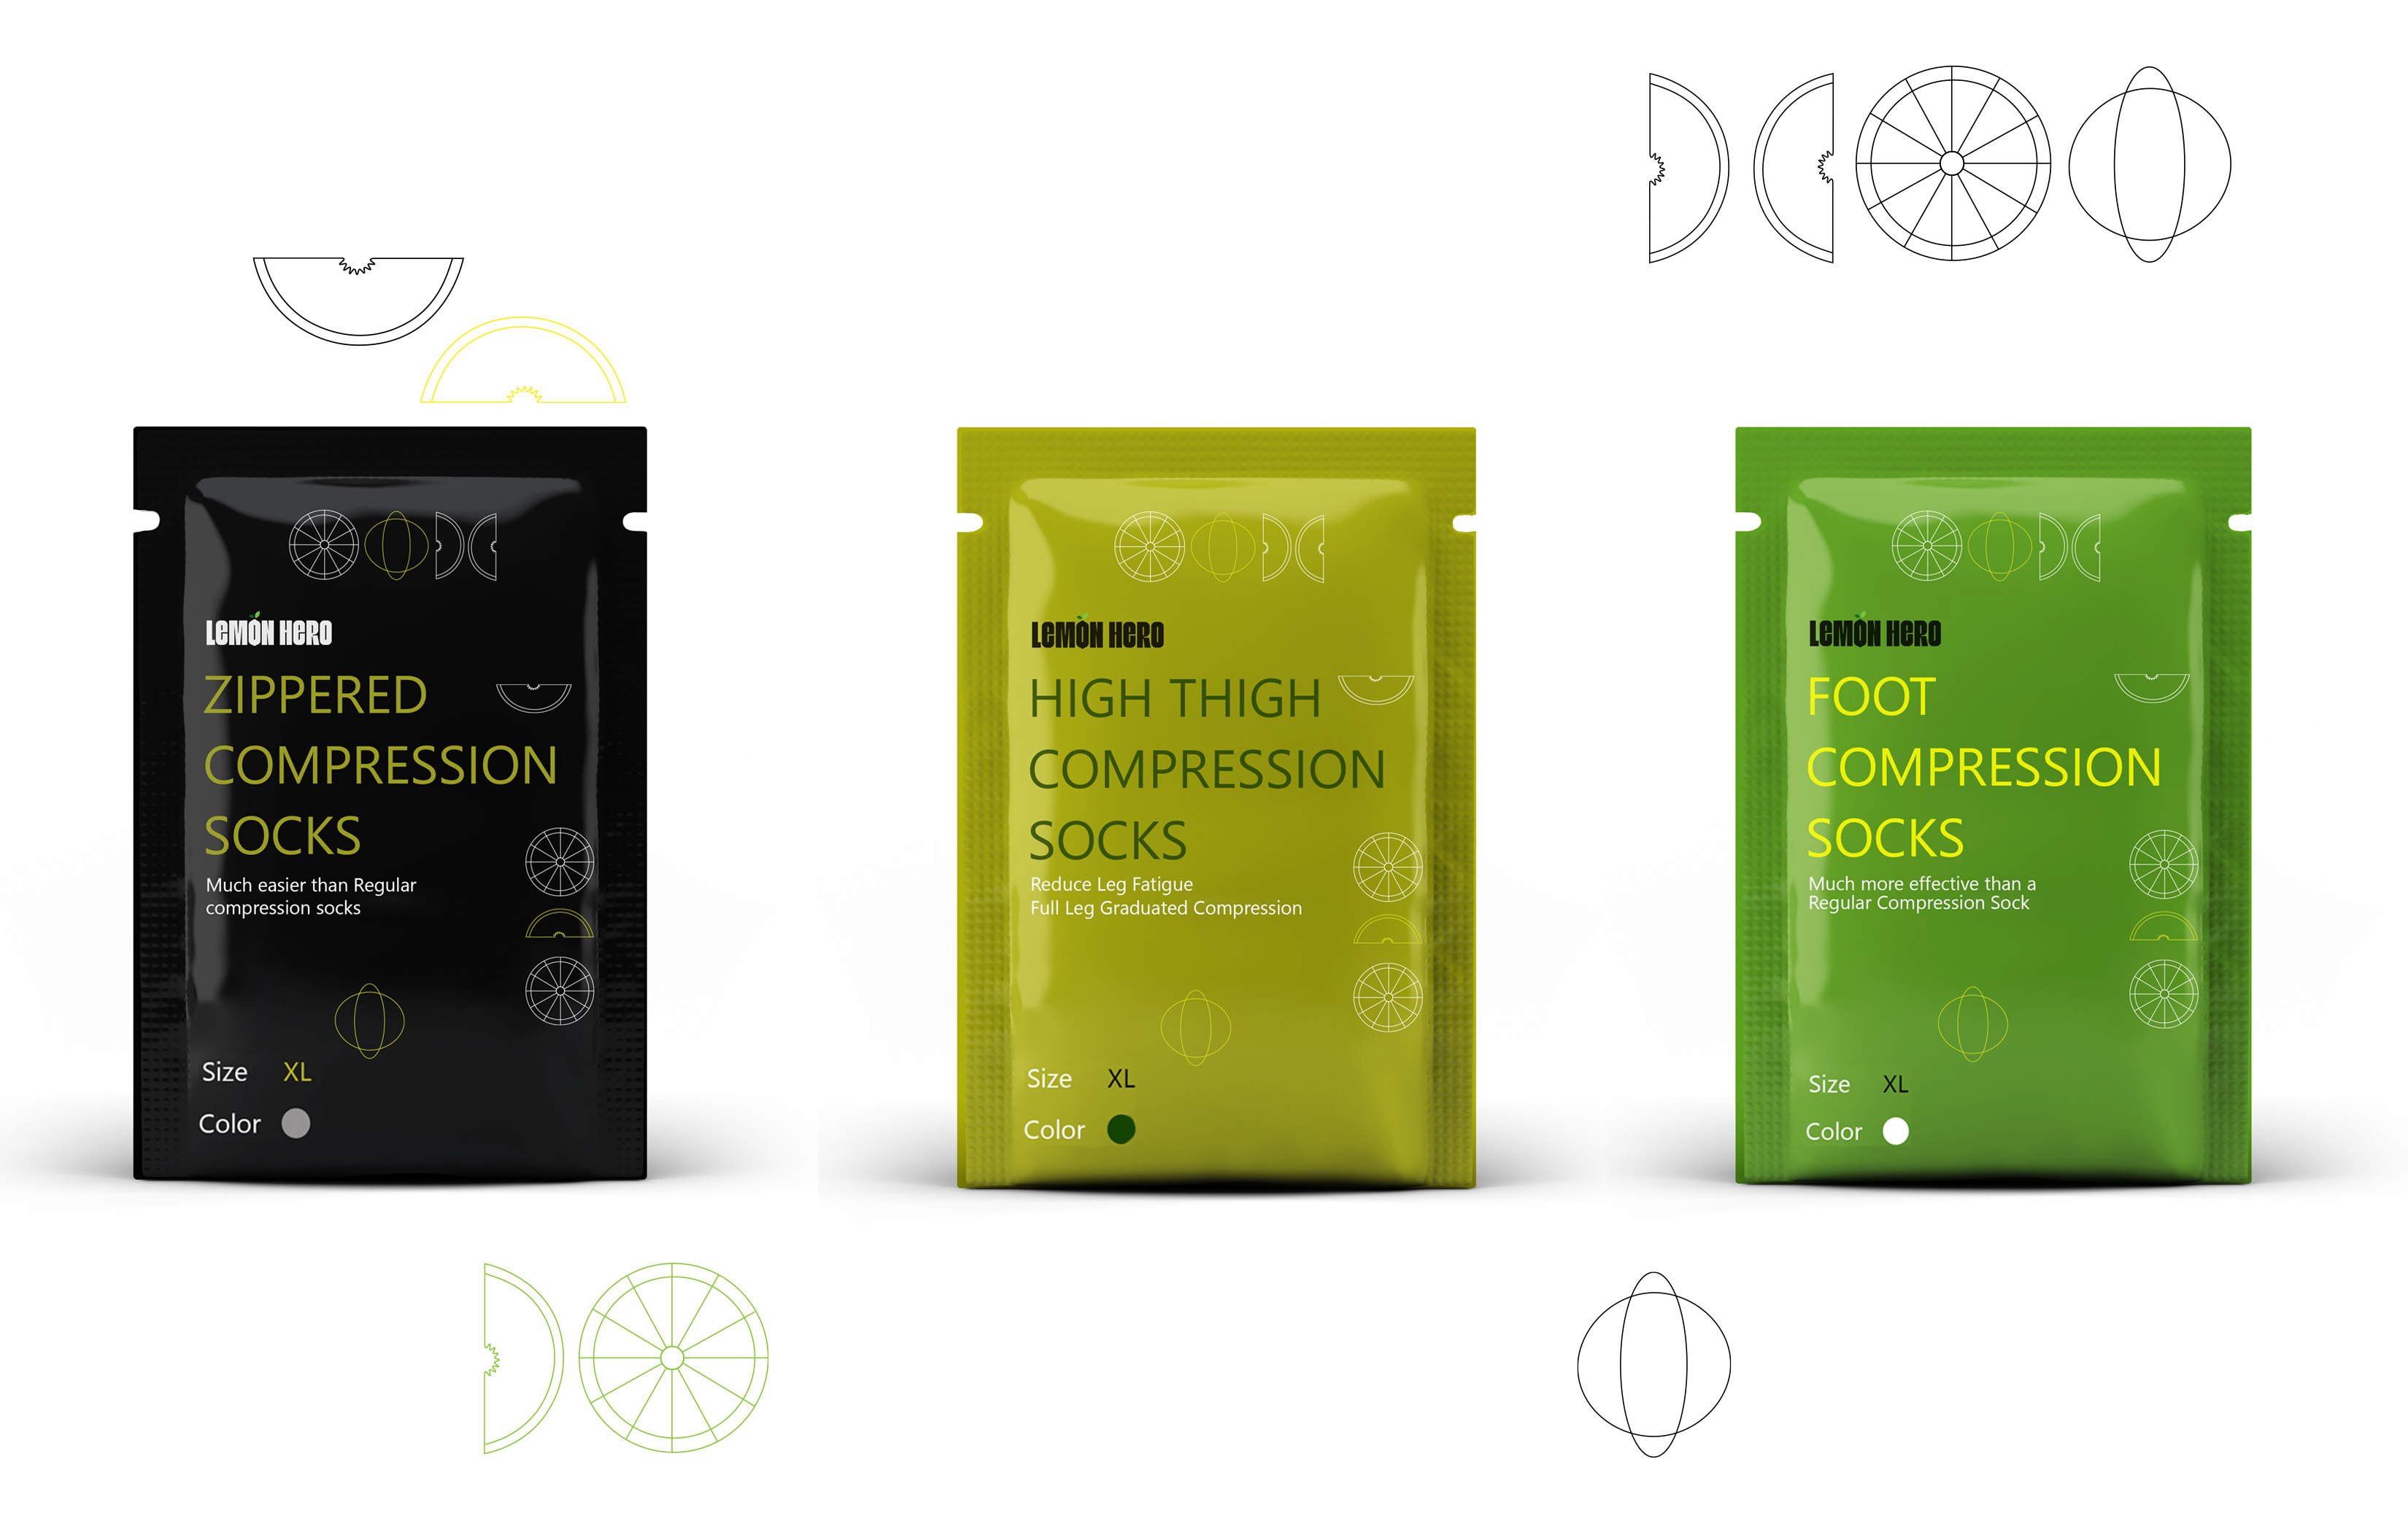 LEMON HERO
ZIPPERED
COMPRESSION
SOCKS
Much easier than Regular
compression socks
Size XL
Color
LEMON HERO
HIGH THIGH
COMPRESSION
SOCKS
Reduce Leg Fatigue
Full Leg Graduated Compression
Size XL
Color
LEMON HERO
FOOT
COMPRESSION
SOCKS
Much more effective than a
Regular Compression Sock
Size XL
Color